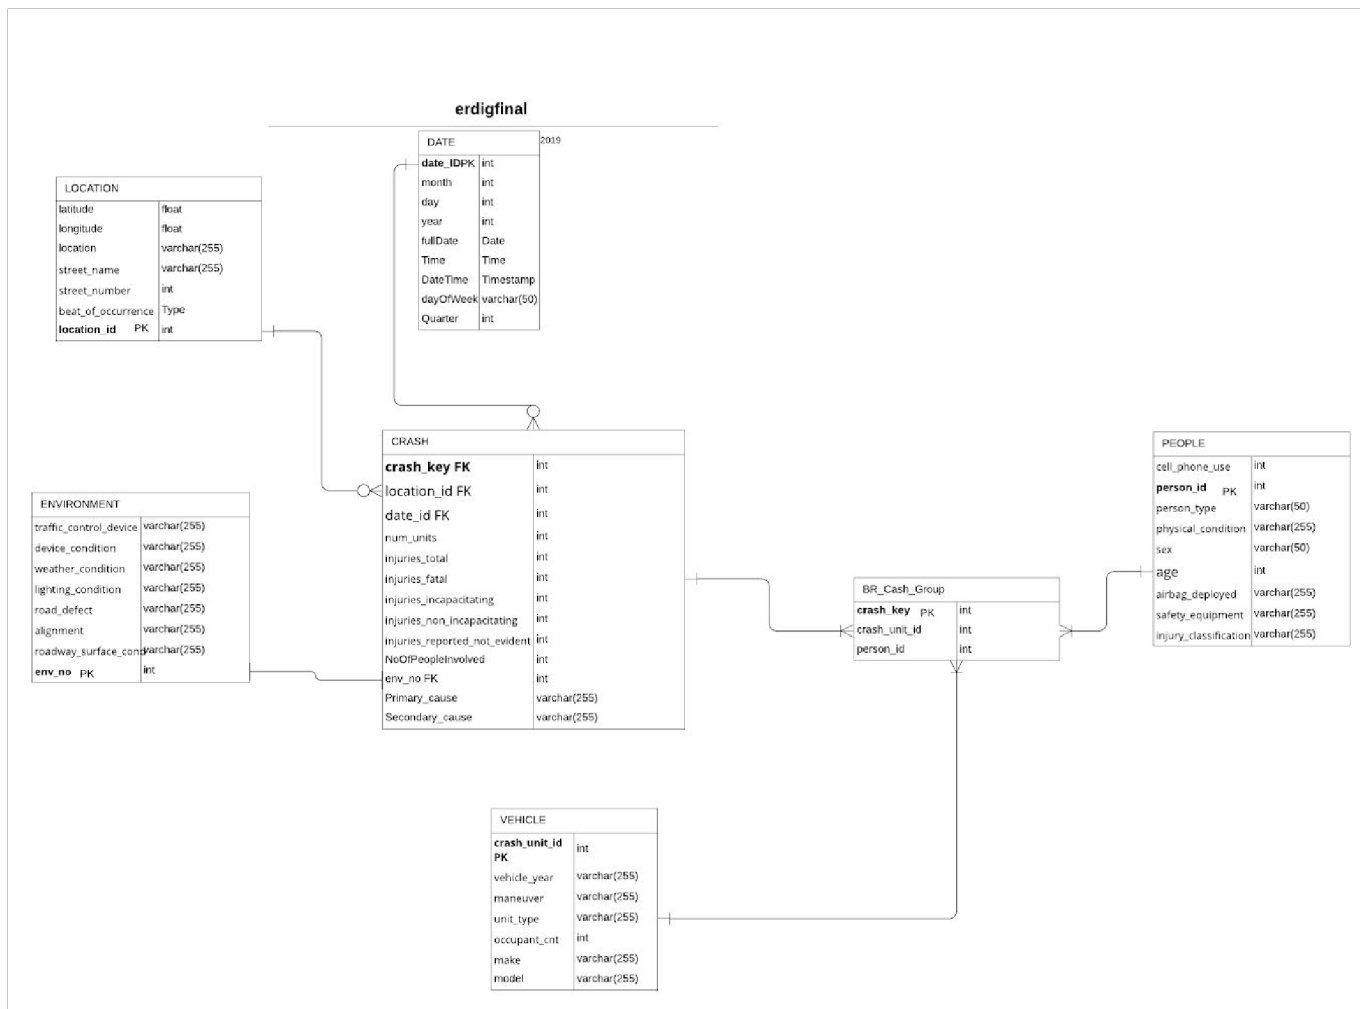 erdigfinal
2019
DATE
date_IDPK int
month int
day int
year int
fullDate Date
Time Time
DateTime Timestamp
dayOfWeek varchar(50)
Quarter int
LOCATION
latitude float
longitude float
location varchar(255)
street_name varchar(255)
street_number int
beat_of_occurrence Type
location_id PK int
CRASH
crash_key FK int
location_id FK int
date_id FK int
num_units int
injuries_total int
injuries_fatal int
injuries_incapacitating int
injuries_non_incapacitating int
injuries_reported_not_evident int
NoOfPeopleInvolved int
env_no FK int
Primary_cause varchar(255)
Secondary_cause varchar(255)
ENVIRONMENT
traffic_control_device varchar(255)
device_condition varchar(255)
weather_condition varchar(255)
lighting_condition varchar(255)
road_defect varchar(255)
alignment varchar(255)
roadway_surface_cond varchar(255)
env_no PK int
PEOPLE
cell_phone_use int
person_id PK int
person_type varchar(50)
physical_condition varchar(255)
sex varchar(50)
age int
airbag_deployed varchar(255)
safety_equipment varchar(255)
injury_classification varchar(255)
BR_Cash_Group
crash_key PK int
crash_unit_id int
person_id int
VEHICLE
crash_unit_id
PK int
vehicle_year varchar(255)
maneuver varchar(255)
unit_type varchar(255)
occupant_cnt int
make varchar(255)
model varchar(255)